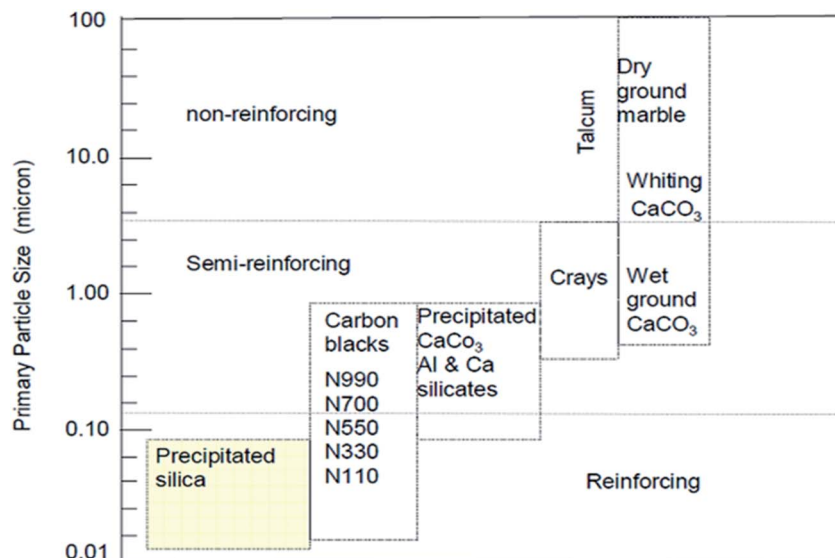 Primary Particle Size (micron)
100
10.0
1.00
0.10
0.01
non-reinforcing
Semi-reinforcing
Reinforcing
Precipitated
silica
Carbon
blacks
N990
N700
N550
N330
N110
Precipitated
CaCo₃
Al & Ca
silicates
Crays
Talcum
Dry
ground
marble
Whiting
CaCO₃
Wet
ground
CaCO₃